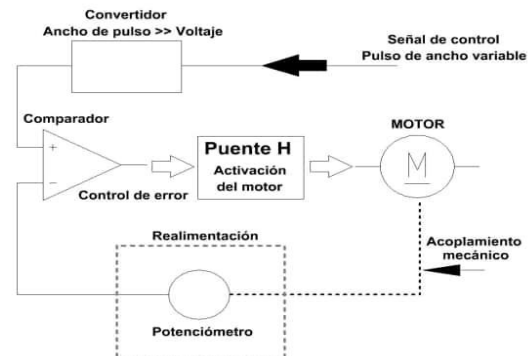 Convertidor
Ancho de pulso >> Voltaje
Señal de control
Pulso de ancho variable
Comparador
MOTOR
+
Puente H
Activación
del motor
M
−
Control de error
Realimentación
Acoplamiento
mecánico
Potenciómetro